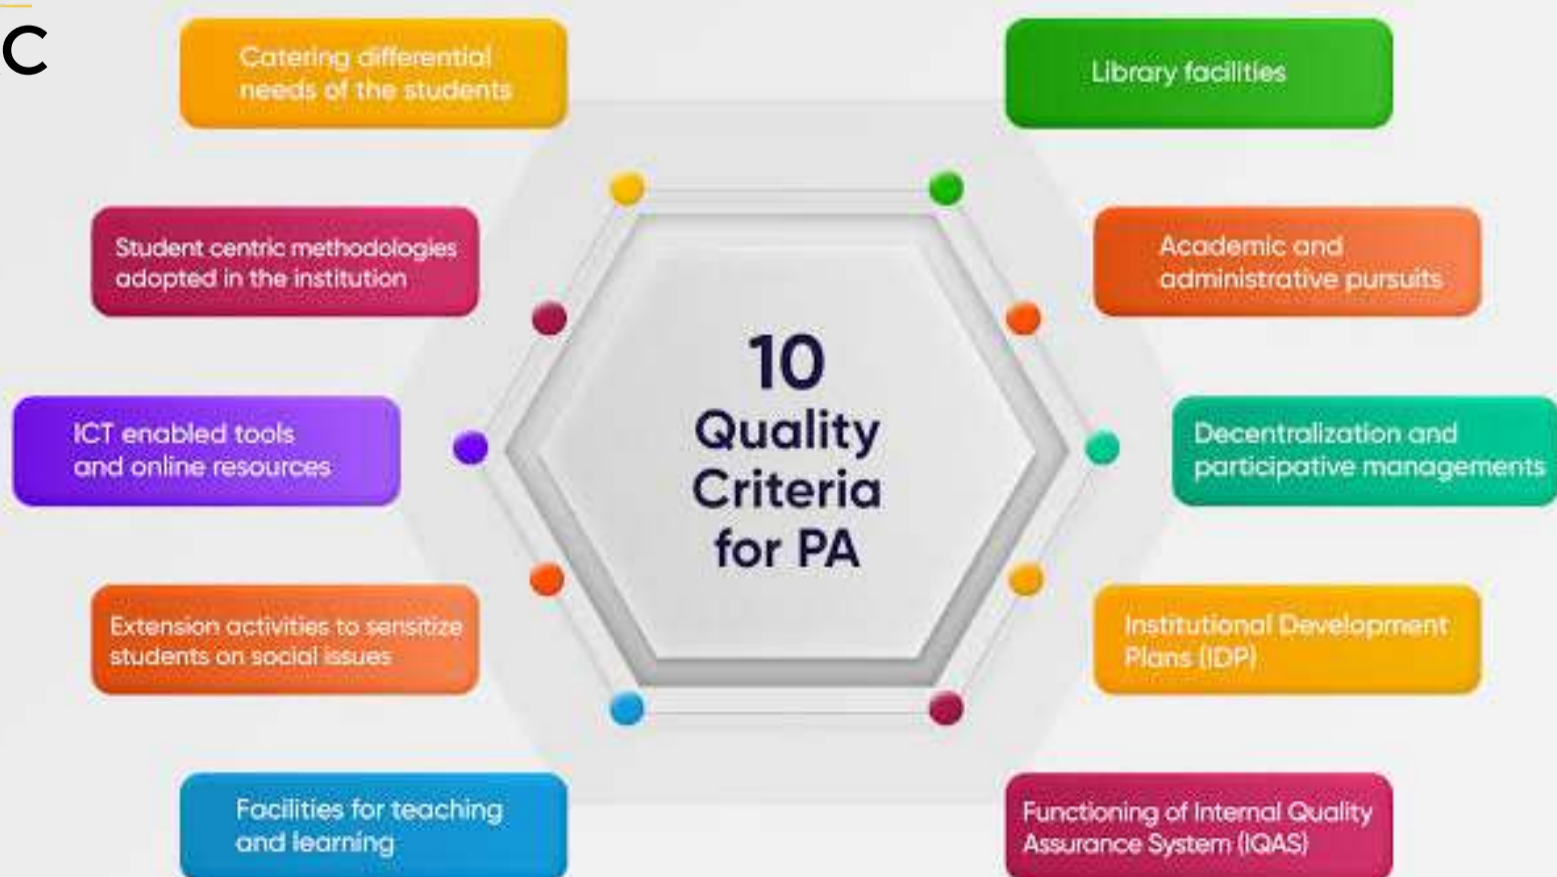 C
Catering differential
needs of the students
Student centric methodologies
adopted in the institution
ICT enabled tools
and online resources
Extension activities to sensitize
students on social issues
Facilities for teaching
and learning
10
Quality
Criteria
for PA
Library facilities
Academic and
administrative pursuits
Decentralization and
participative managements
Institutional Development
Plans (IDP)
Functioning of Internal Quality
Assurance System (IQAS)